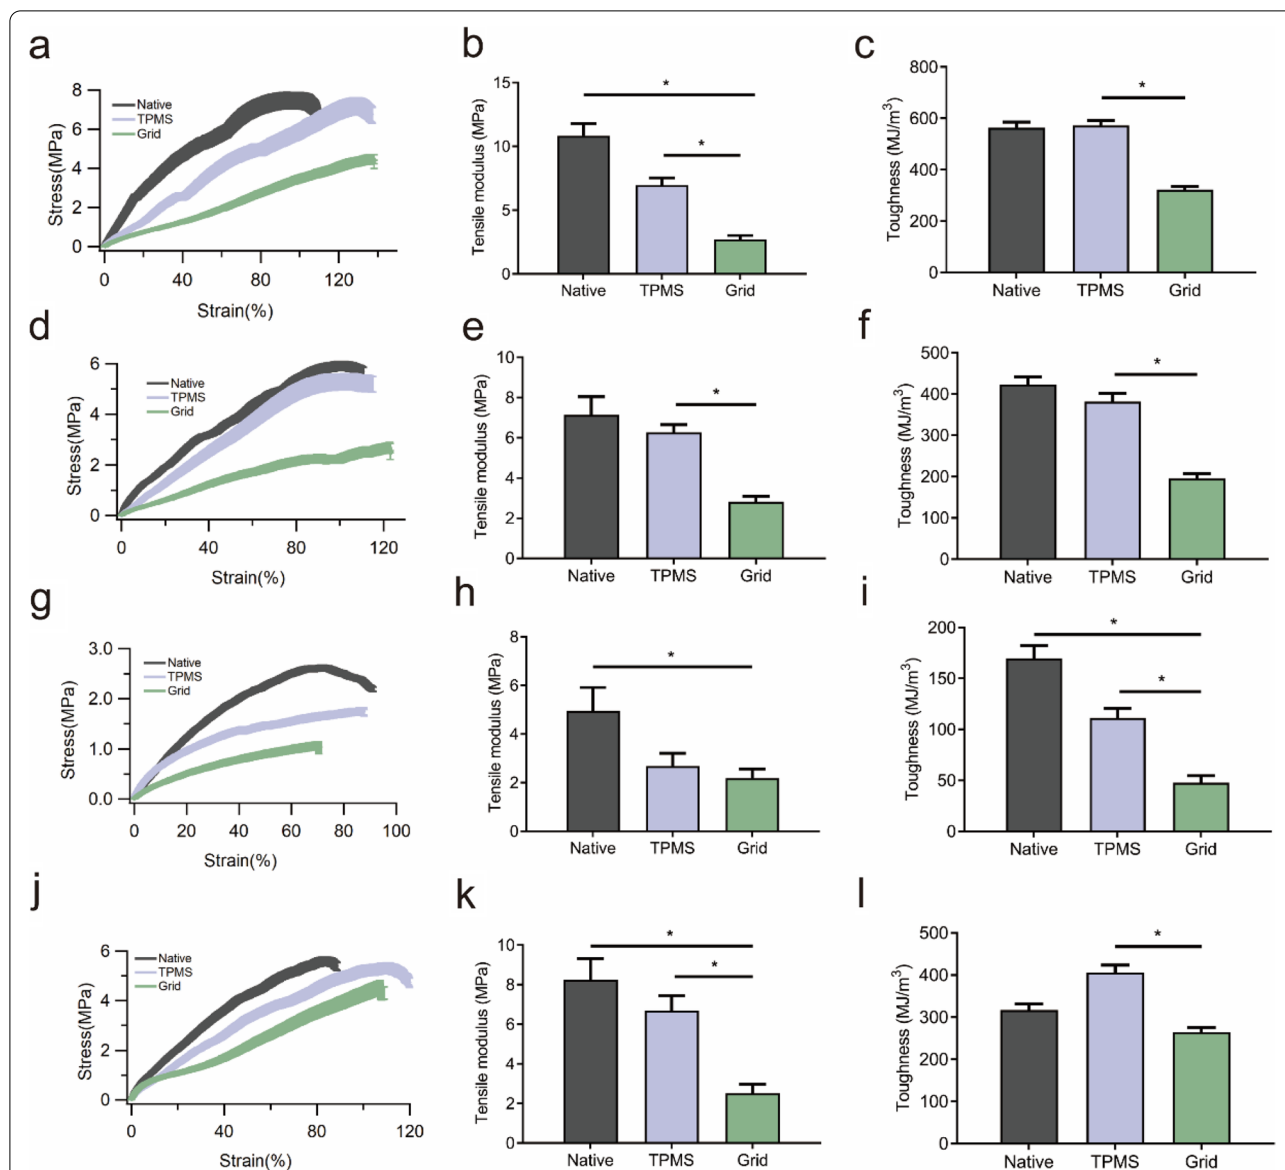 a
8
6
4
2
0
Stress(MPa)
Native
TPMS
Grid
0 40 80 120
Strain(%)
b
15
10
5
0
Tensile modulus (MPa)
*
*
Native TPMS Grid
c
800
600
400
200
0
Toughness (MJ/m³)
*
Native TPMS Grid
d
6
4
2
0
Stress(MPa)
Native
TPMS
Grid
0 40 80 120
Strain(%)
e
10
8
6
4
2
0
Tensile modulus (MPa)
*
Native TPMS Grid
f
500
400
300
200
100
0
Toughness (MJ/m³)
*
Native TPMS Grid
g
3.0
2.0
1.0
0.0
Stress(MPa)
Native
TPMS
Grid
0 20 40 60 80 100
Strain(%)
h
8
6
4
2
0
Tensile modulus (MPa)
*
Native TPMS Grid
i
200
150
100
50
0
Toughness (MJ/m³)
*
*
Native TPMS Grid
j
6
4
2
0
Stress(MPa)
Native
TPMS
Grid
0 40 80 120
Strain(%)
k
10
8
6
4
2
0
Tensile modulus (MPa)
*
*
Native TPMS Grid
l
500
400
300
200
100
0
Toughness (MJ/m³)
*
Native TPMS Grid